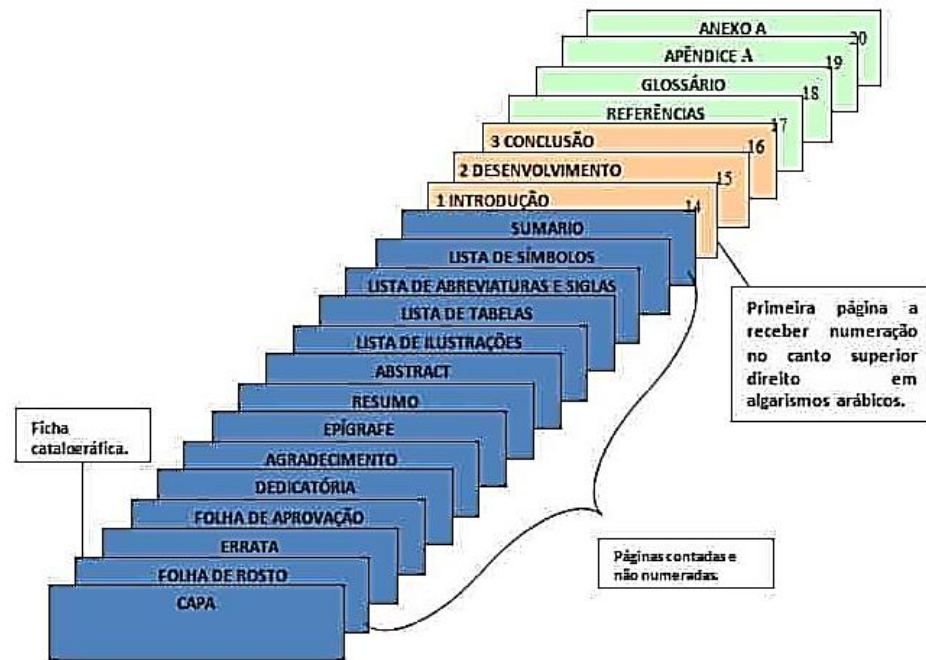 ANEXO A
20
APÊNDICE A
19
GLOSSÁRIO
18
REFERÊNCIAS
17
3 CONCLUSÃO
16
2 DESENVOLVIMENTO
15
1 INTRODUÇÃO
14
SUMÁRIO
LISTA DE SÍMBOLOS
LISTA DE ABREVIATURAS E SIGLAS
LISTA DE TABELAS
LISTA DE ILUSTRAÇÕES
ABSTRACT
RESUMO
EPÍGRAFE
AGRADECIMENTO
DEDICATÓRIA
FOLHA DE APROVAÇÃO
ERRATA
FOLHA DE ROSTO
CAPA
Primeira página a
receber numeração
no canto superior
direito em
algarismos arábicos.
Ficha
cataloeráfica.
Páginas contadas e
não numeradas.